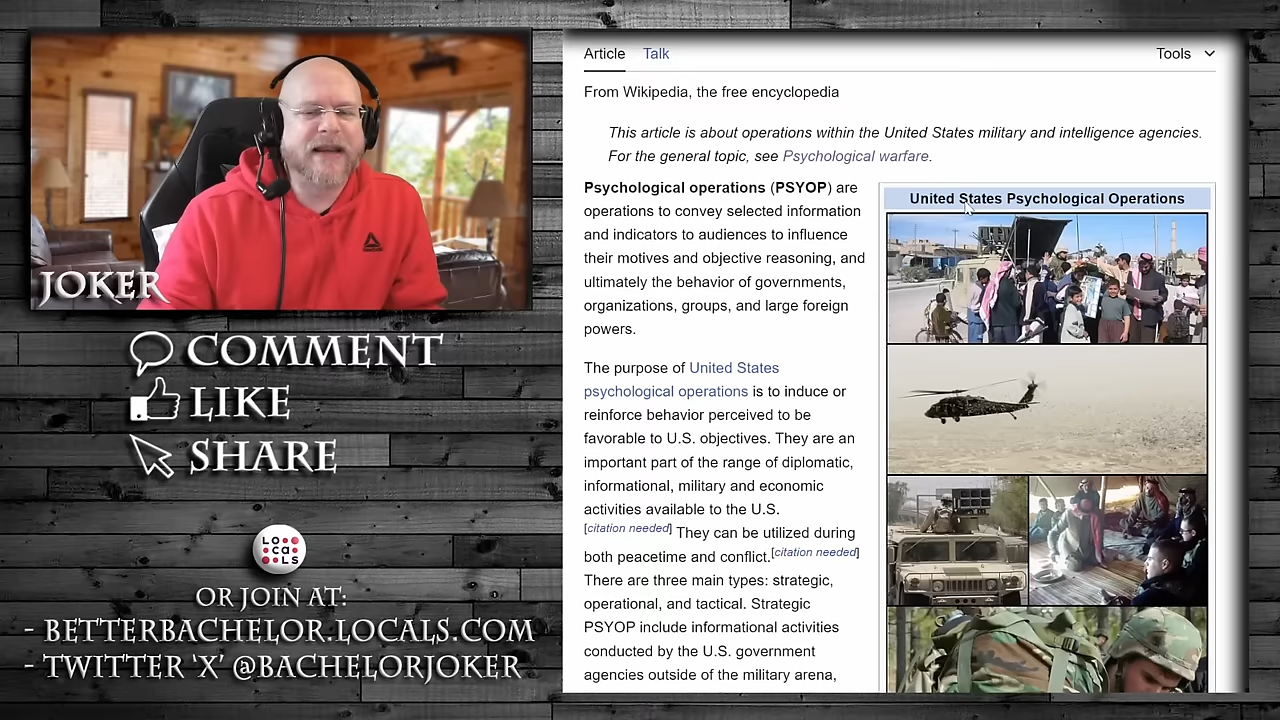 JOKER
COMMENT
LIKE
SHARE
LOCALS
OR JOIN AT:
- BETTERBACHELOR.LOCALS.COM
- TWITTER 'X' @BACHELORJOKER
Article Talk Tools
From Wikipedia, the free encyclopedia
This article is about operations within the United States military and intelligence agencies.
For the general topic, see Psychological warfare.
Psychological operations (PSYOP) are
operations to convey selected information
and indicators to audiences to influence
their motives and objective reasoning, and
ultimately the behavior of governments,
organizations, groups, and large foreign
powers.
The purpose of United States
psychological operations is to induce or
reinforce behavior perceived to be
favorable to U.S. objectives. They are an
important part of the range of diplomatic,
informational, military and economic
activities available to the U.S.
[citation needed] They can be utilized during
both peacetime and conflict.[citation needed]
There are three main types: strategic,
operational, and tactical. Strategic
PSYOP include informational activities
conducted by the U.S. government
agencies outside of the military arena,
United States Psychological Operations